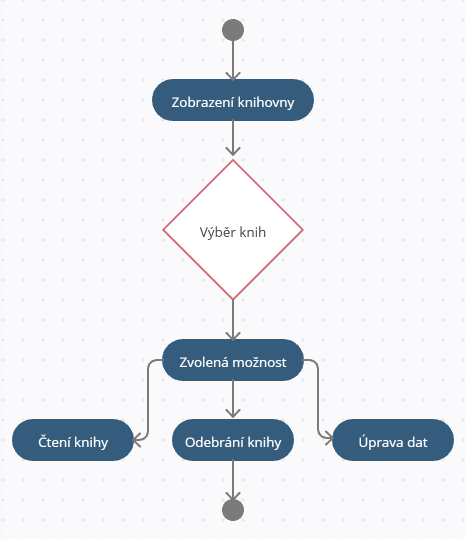 Zobrazení knihovny
Výběr knih
Zvolená možnost
Čtení knihy
Odebrání knihy
Úprava dat